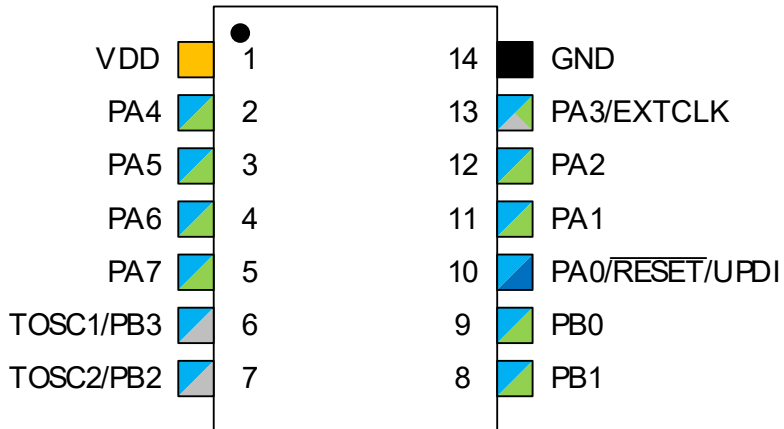 VDD 1 14 GND
PA4 2 13 PA3/EXTCLK
PA5 3 12 PA2
PA6 4 11 PA1
PA7 5 10 PA0/RESET/UPDI
TOSC1/PB3 6 9 PB0
TOSC2/PB2 7 8 PB1